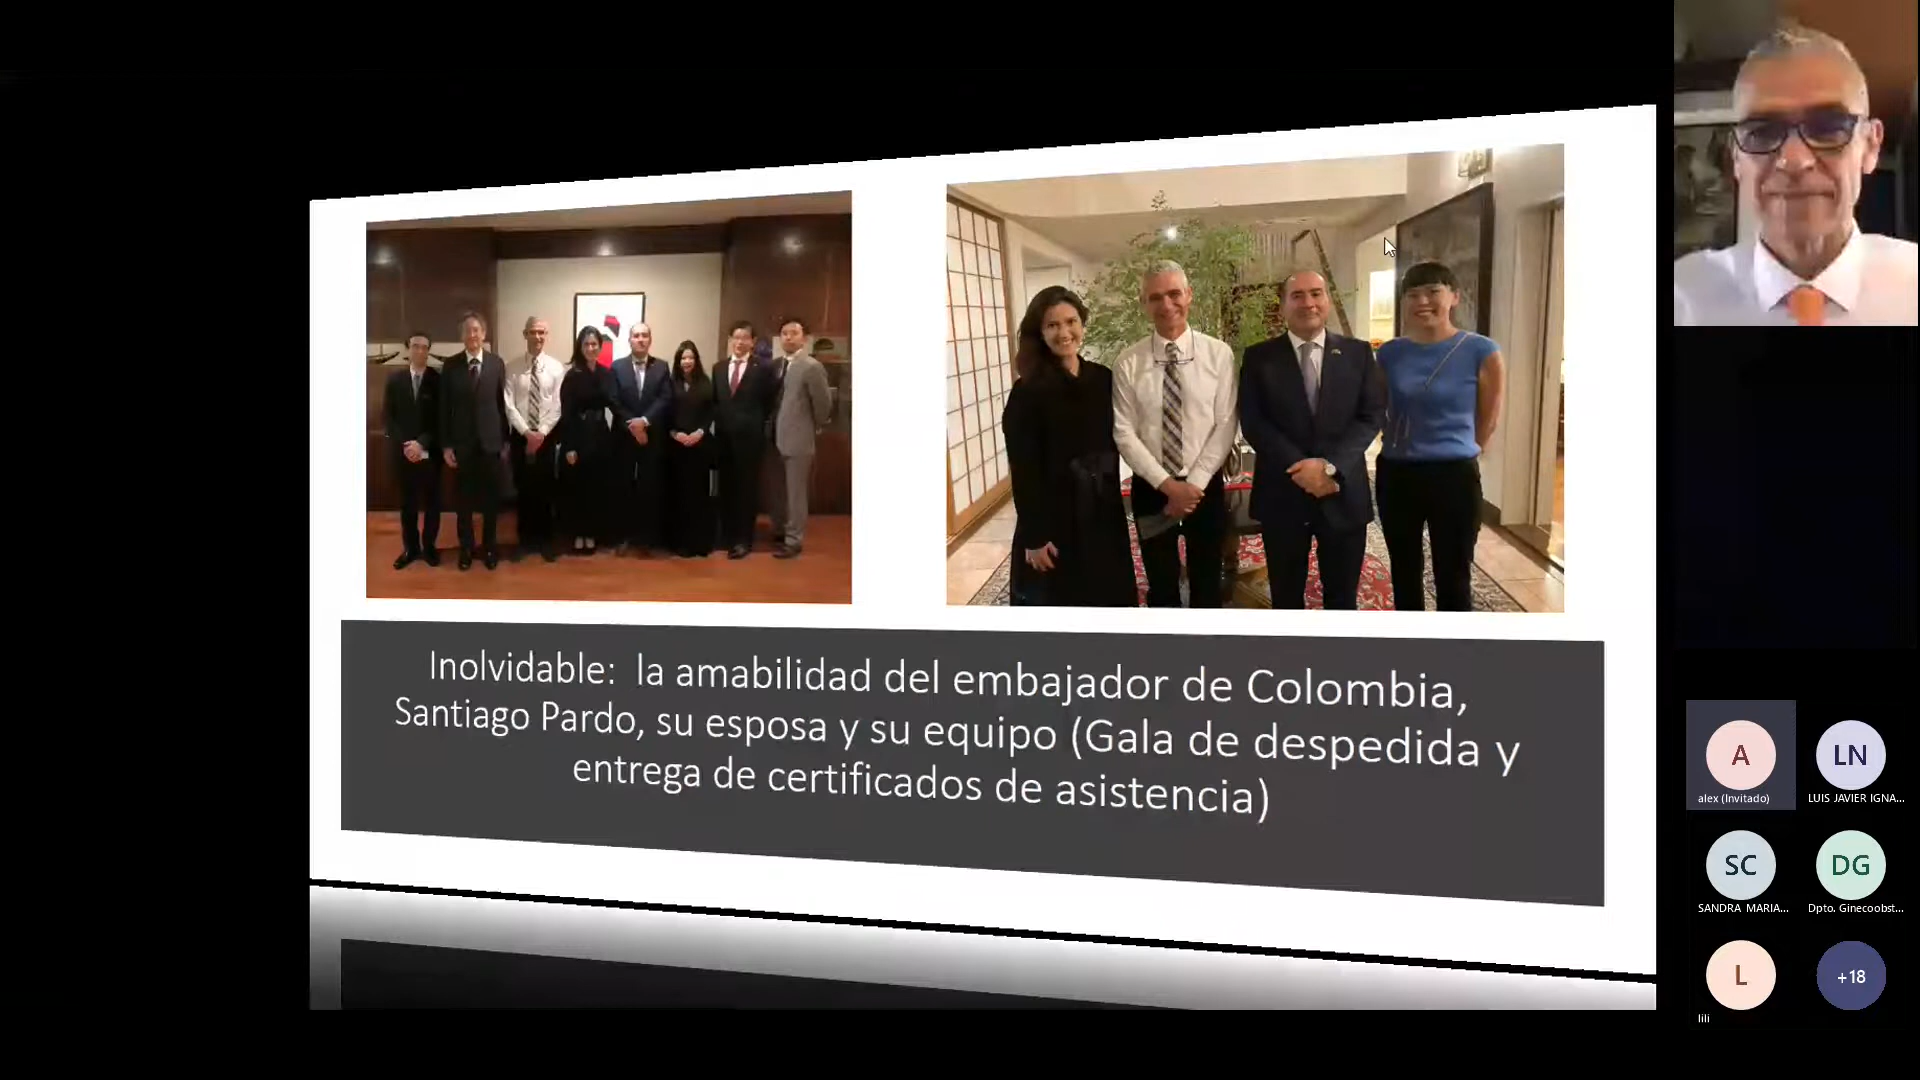 Inolvidable: la amabilidad del embajador de Colombia,
Santiago Pardo, su esposa y su equipo (Gala de despedida y
entrega de certificados de asistencia)
A
alex (Invitado)
LN
LUIS JAVIER IGNA...
SC
SANDRA MARIA...
DG
Dpto. Ginecoobst...
L
lili
+18